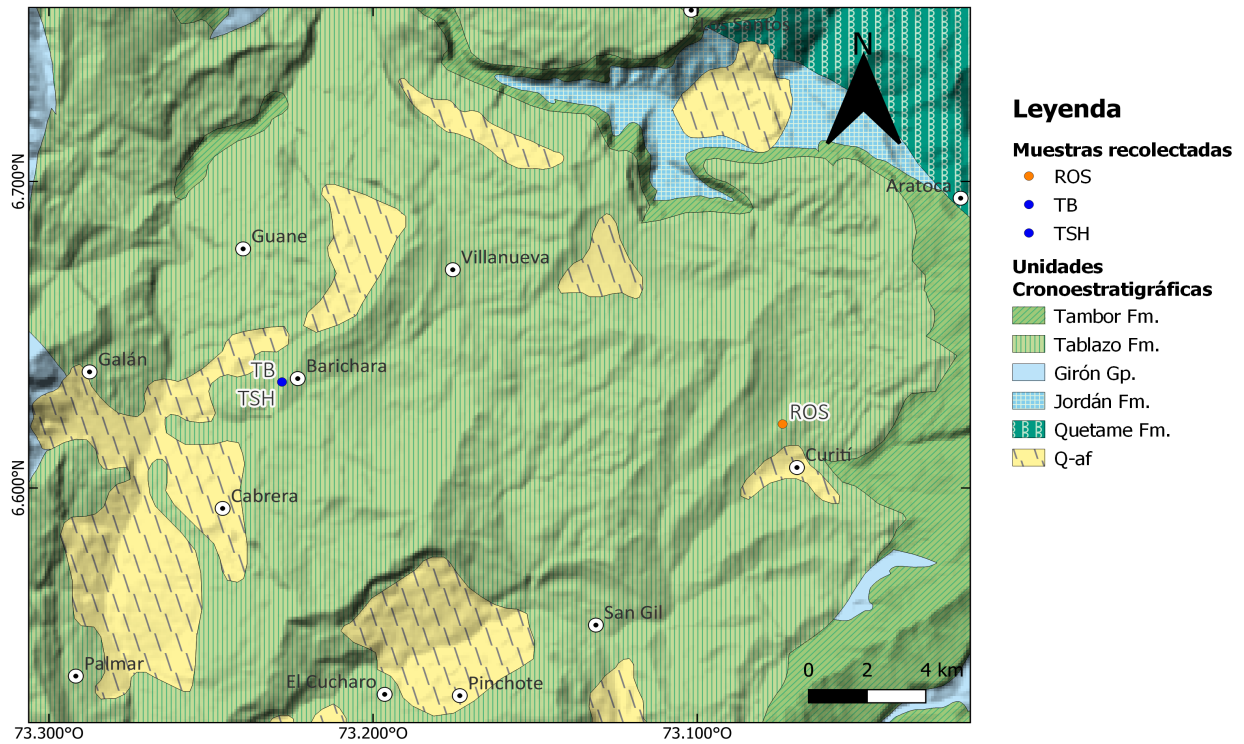 Los Santos
N
6.700°N
Aratoca
Guane
Villanueva
Galán
TB
Barichara
TSH
ROS
Curití
6.600°N
Cabrera
San Gil
Palmar
El Cucharo
Pinchote
0 2 4 km
73.300°O
73.200°O
73.100°O
Leyenda
Muestras recolectadas
ROS
TB
TSH
Unidades
Cronoestratigráficas
Tambor Fm.
Tablazo Fm.
Girón Gp.
Jordán Fm.
Quetame Fm.
Q-af